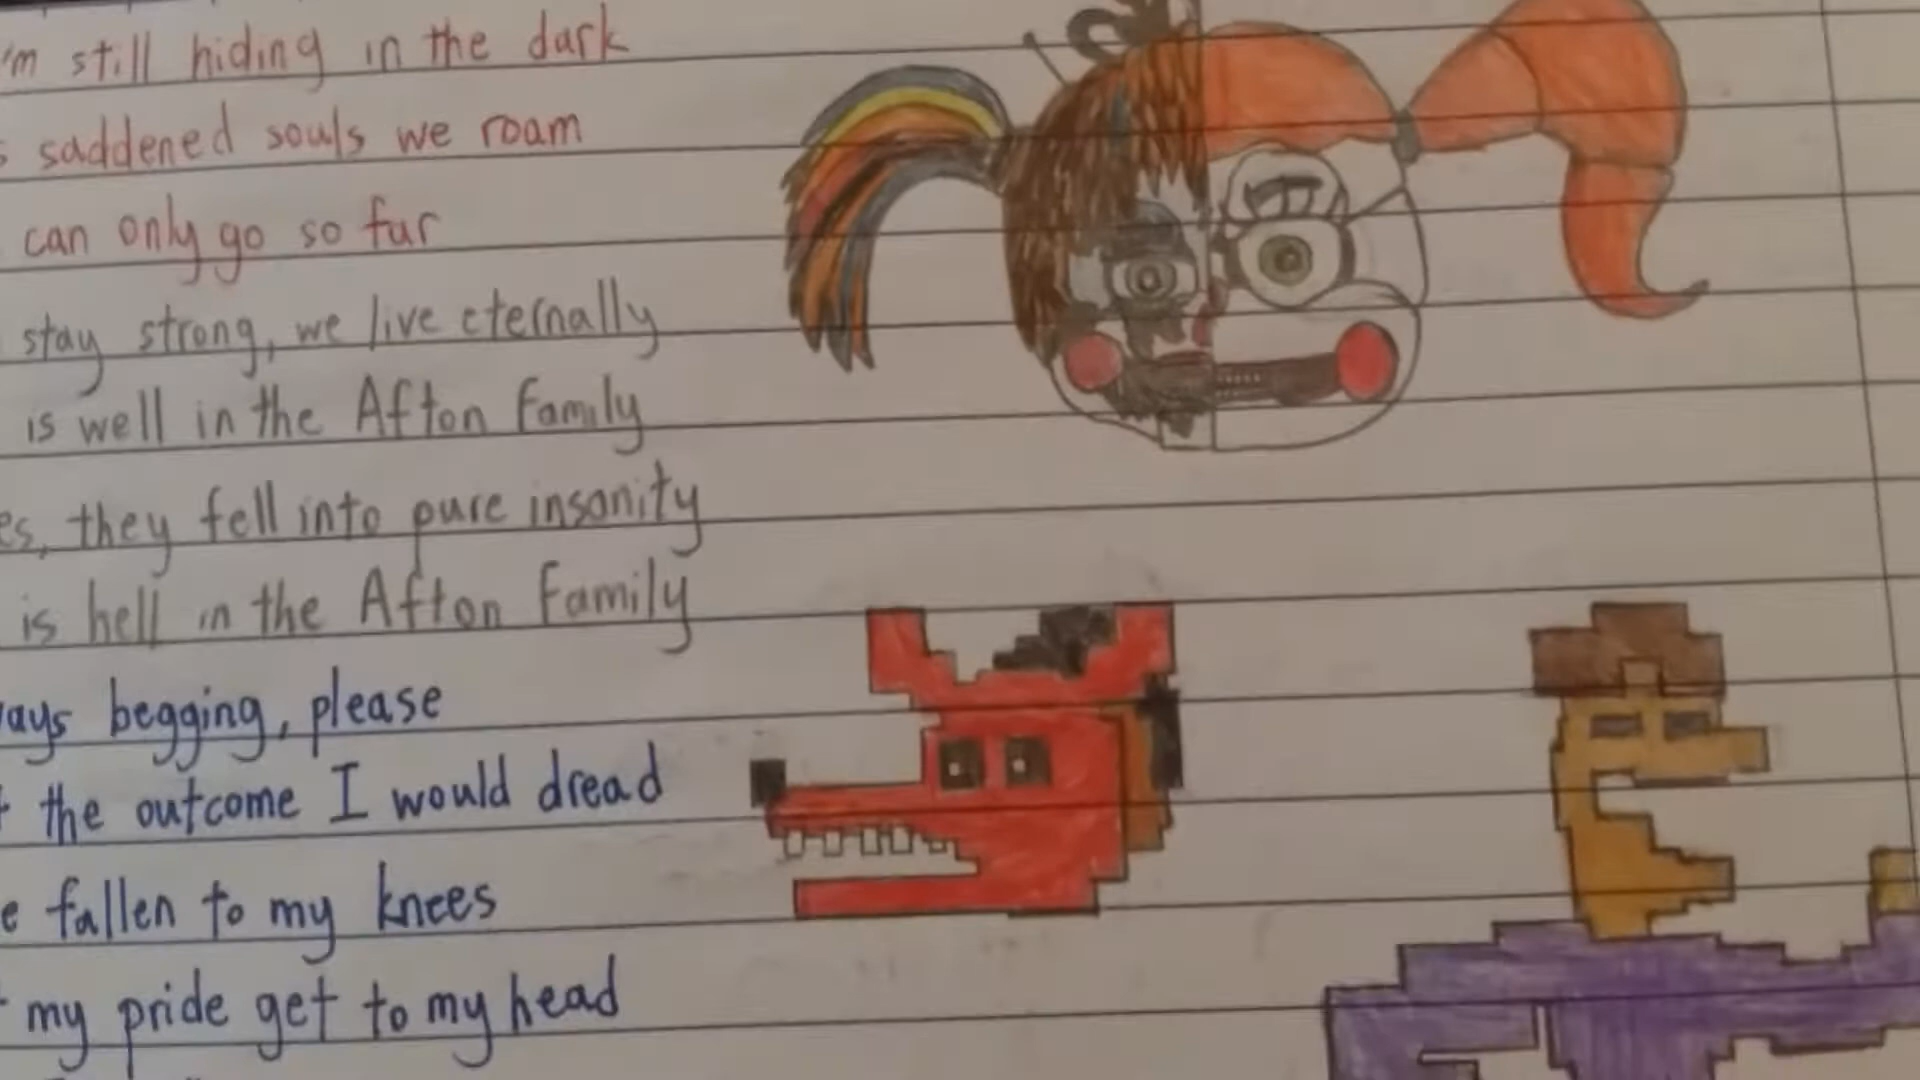 'm still hiding in the dark
s saddened souls we roam
can only go so far
stay strong, we live eternally
is well in the Afton Family
es, they fell into pure insanity
is hell in the Afton Family
ays begging, please
the outcome I would dread
e fallen to my knees
my pride get to my head